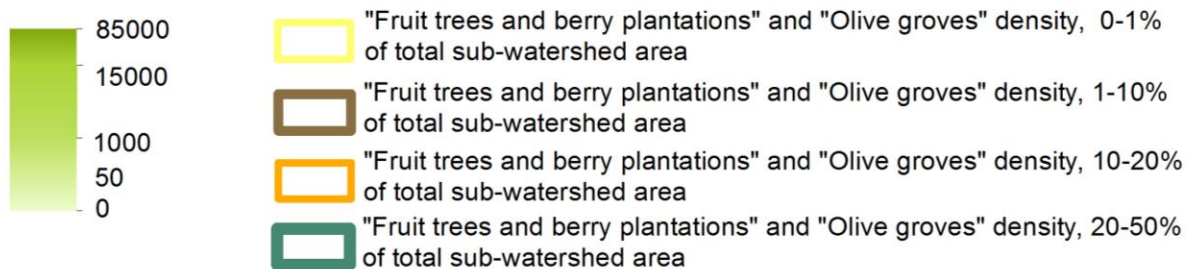 85000
15000
1000
50
0
"Fruit trees and berry plantations" and "Olive groves" density, 0-1%
of total sub-watershed area
"Fruit trees and berry plantations" and "Olive groves" density, 1-10%
of total sub-watershed area
"Fruit trees and berry plantations" and "Olive groves" density, 10-20%
of total sub-watershed area
"Fruit trees and berry plantations" and "Olive groves" density, 20-50%
of total sub-watershed area